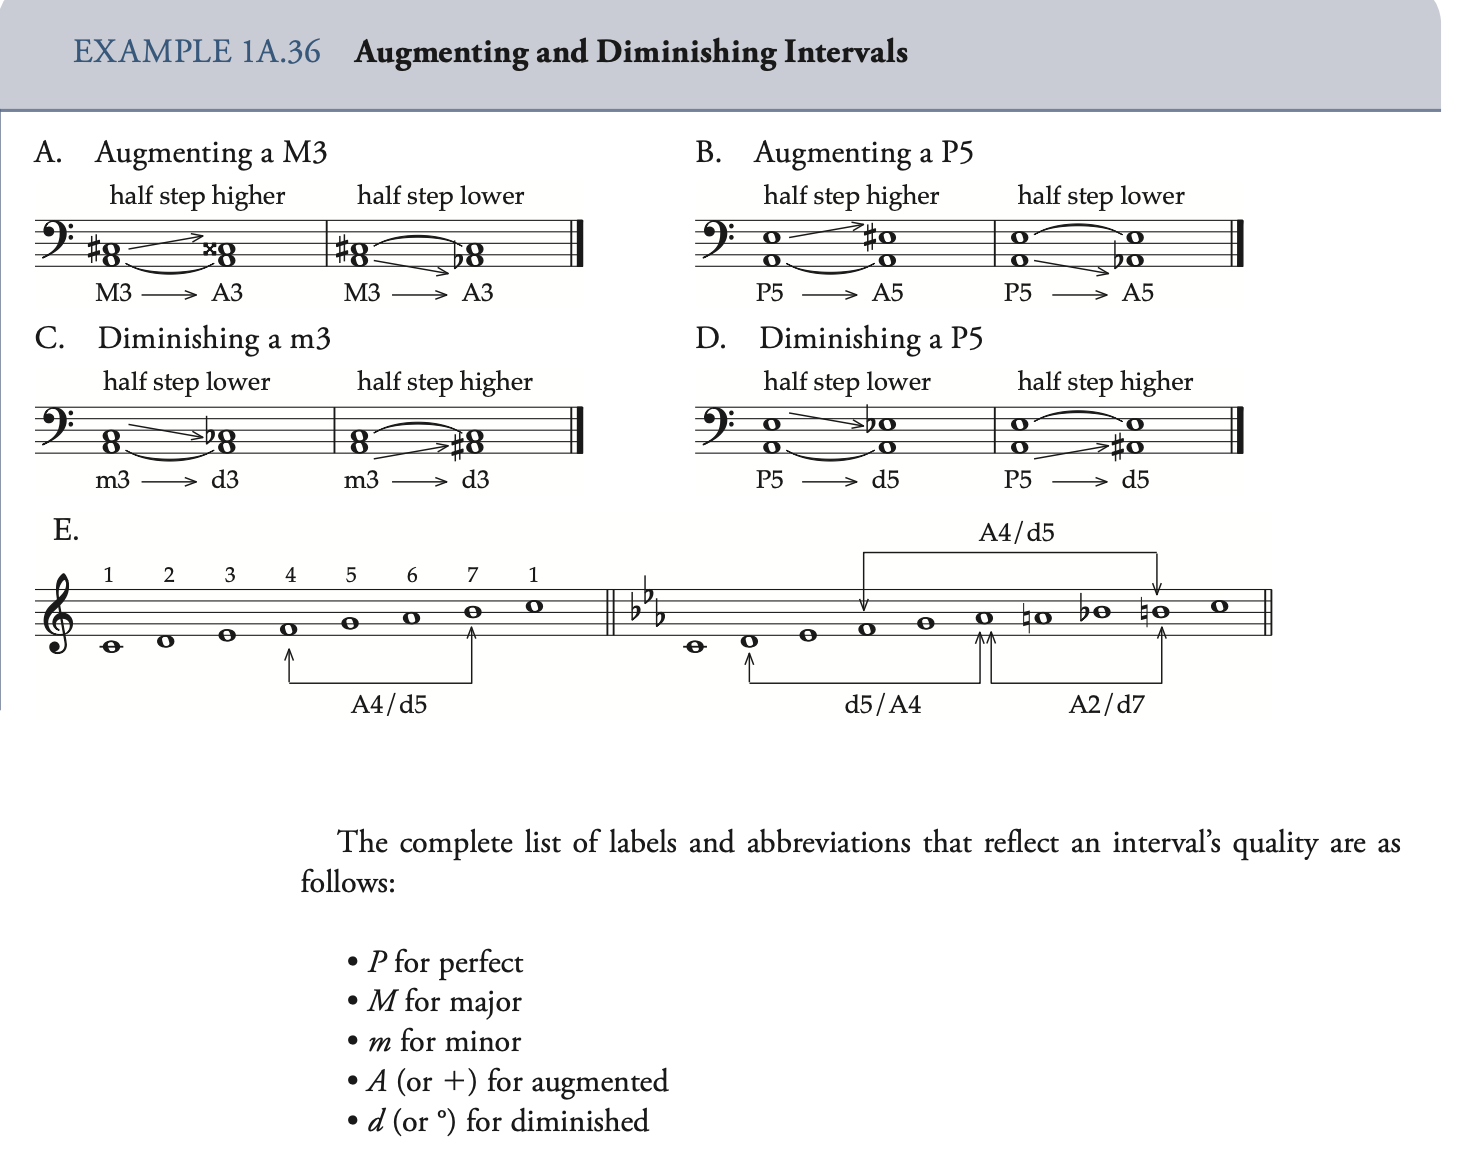 EXAMPLE 1A.36 Augmenting and Diminishing Intervals
A. Augmenting a M3
half step higher half step lower
M3 A3 M3 A3
B. Augmenting a P5
half step higher half step lower
P5 A5 P5 A5
C. Diminishing a m3
half step lower half step higher
m3 d3 m3 d3
D. Diminishing a P5
half step lower half step higher
P5 d5 P5 d5
E.
1 2 3 4 5 6 7 1
A4/d5
A4/d5
d5/A4 A2/d7
The complete list of labels and abbreviations that reflect an interval’s quality are as
follows:
• P for perfect
• M for major
• m for minor
• A (or +) for augmented
• d (or °) for diminished